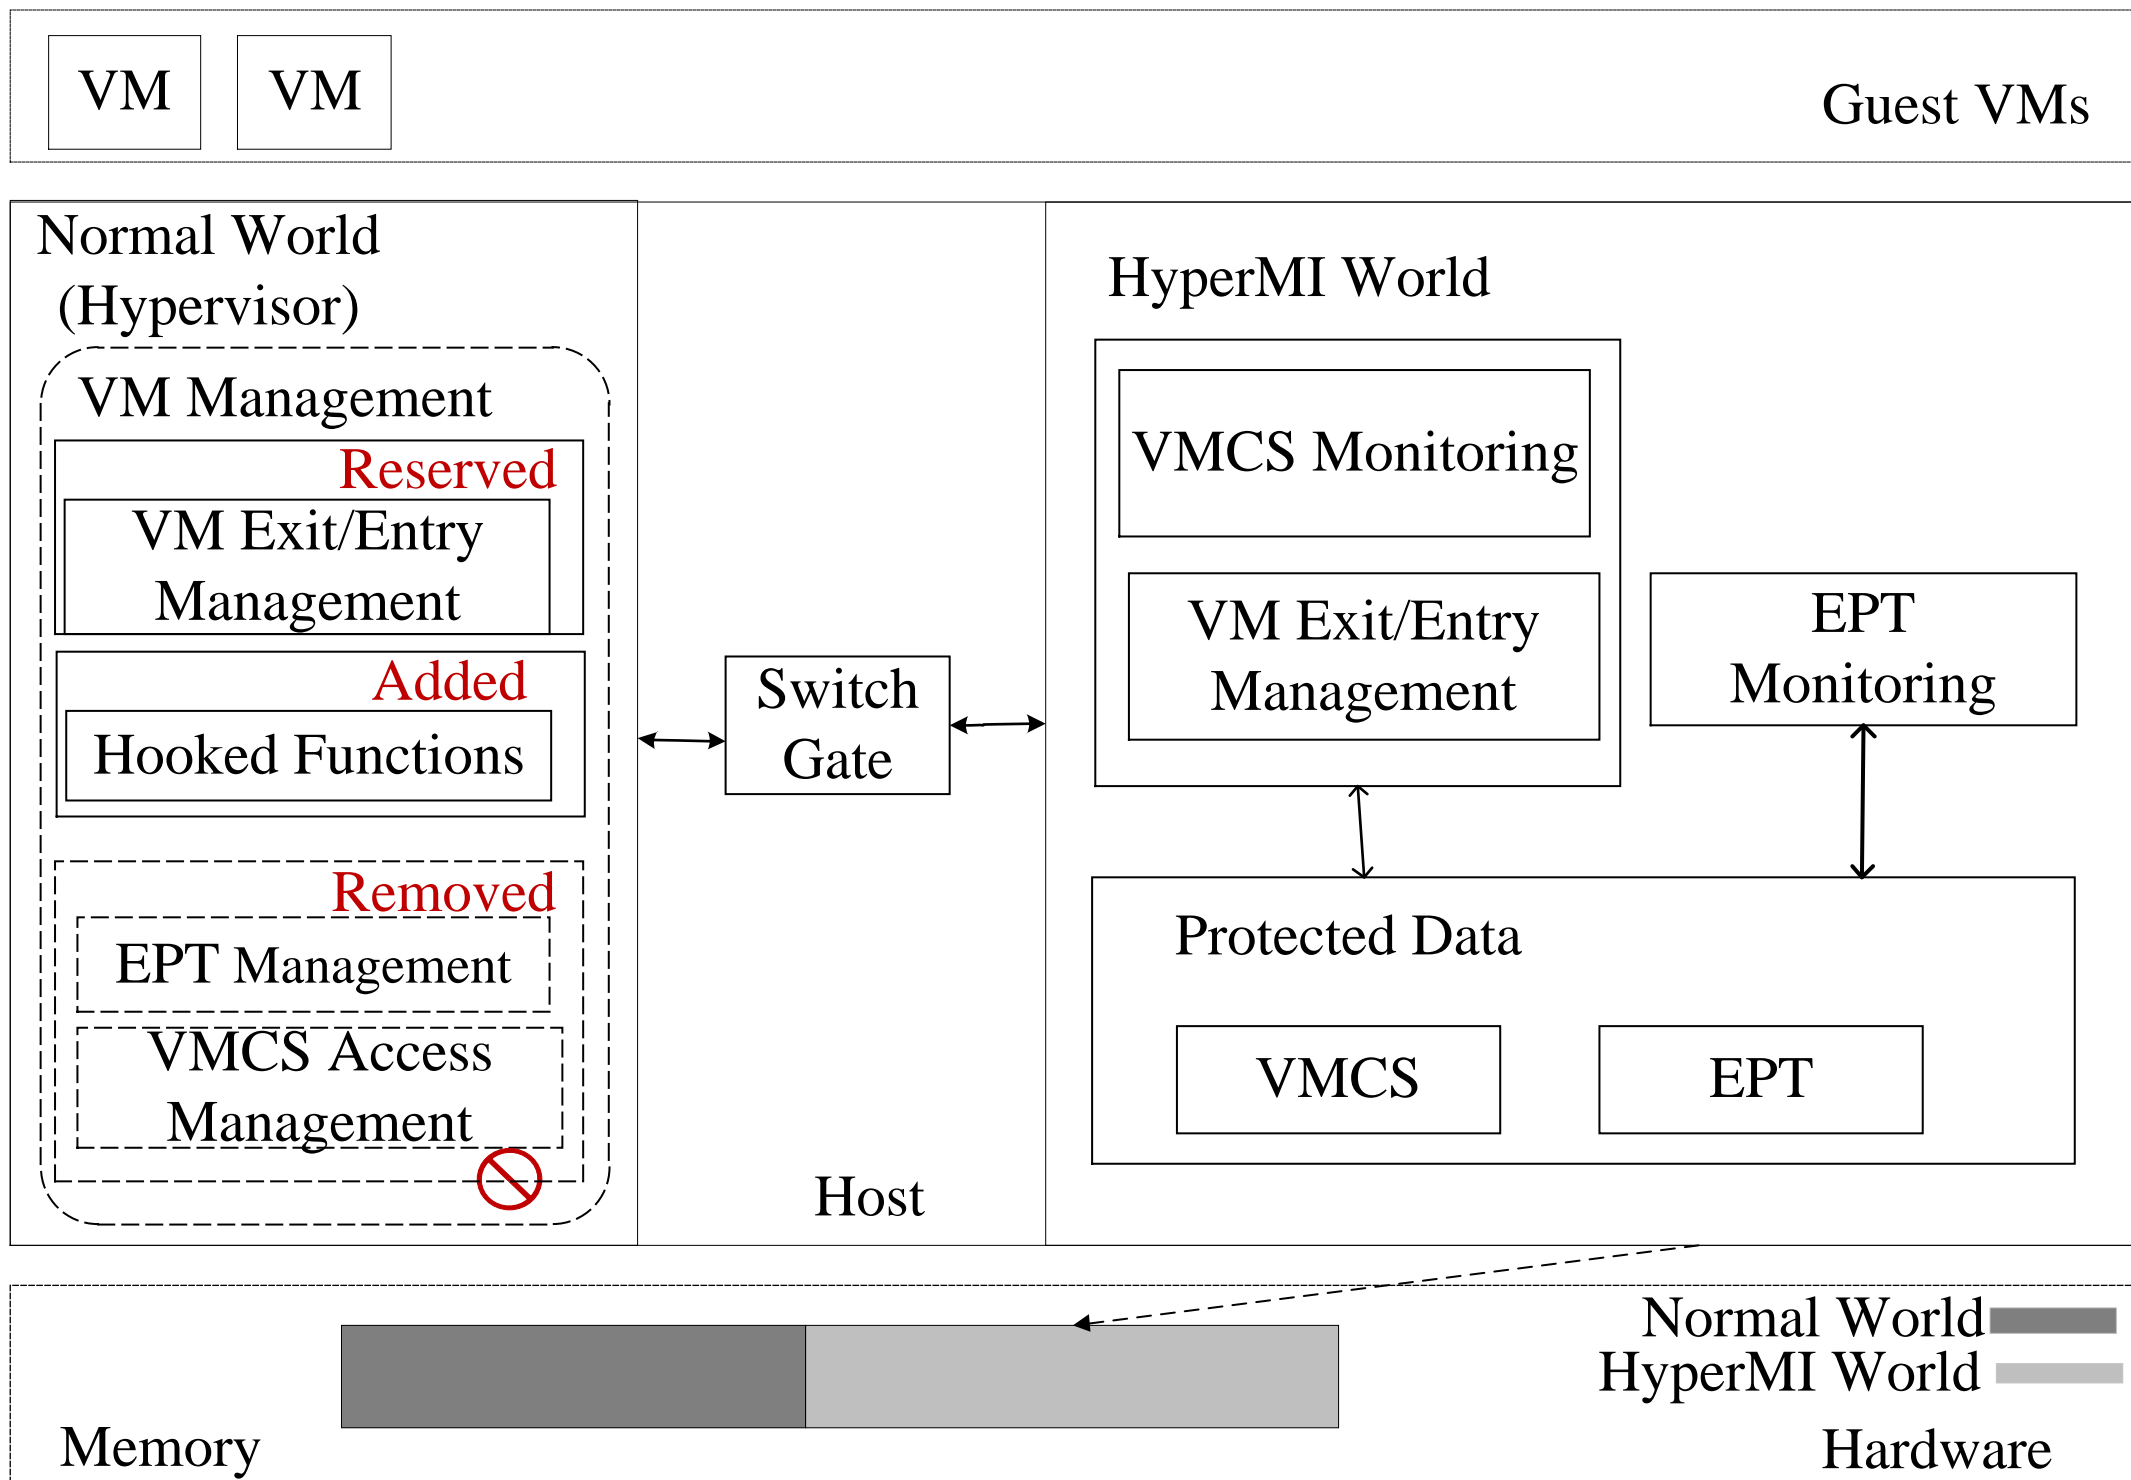 VM
VM
Guest VMs
Normal World
(Hypervisor)
VM Management
Reserved
VM Exit/Entry
Management
Added
Hooked Functions
Removed
EPT Management
VMCS Access
Management
Switch
Gate
Host
HyperMI World
VMCS Monitoring
VM Exit/Entry
Management
EPT
Monitoring
Protected Data
VMCS
EPT
Normal World
HyperMI World
Memory
Hardware